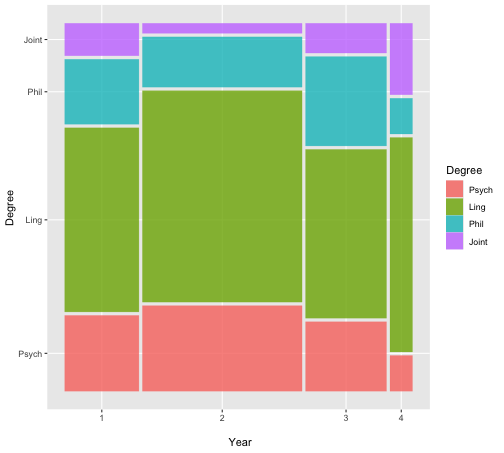 Joint
Phil
Ling
Psych
Degree
1
2
3
4
Year
Degree
Psych
Ling
Phil
Joint